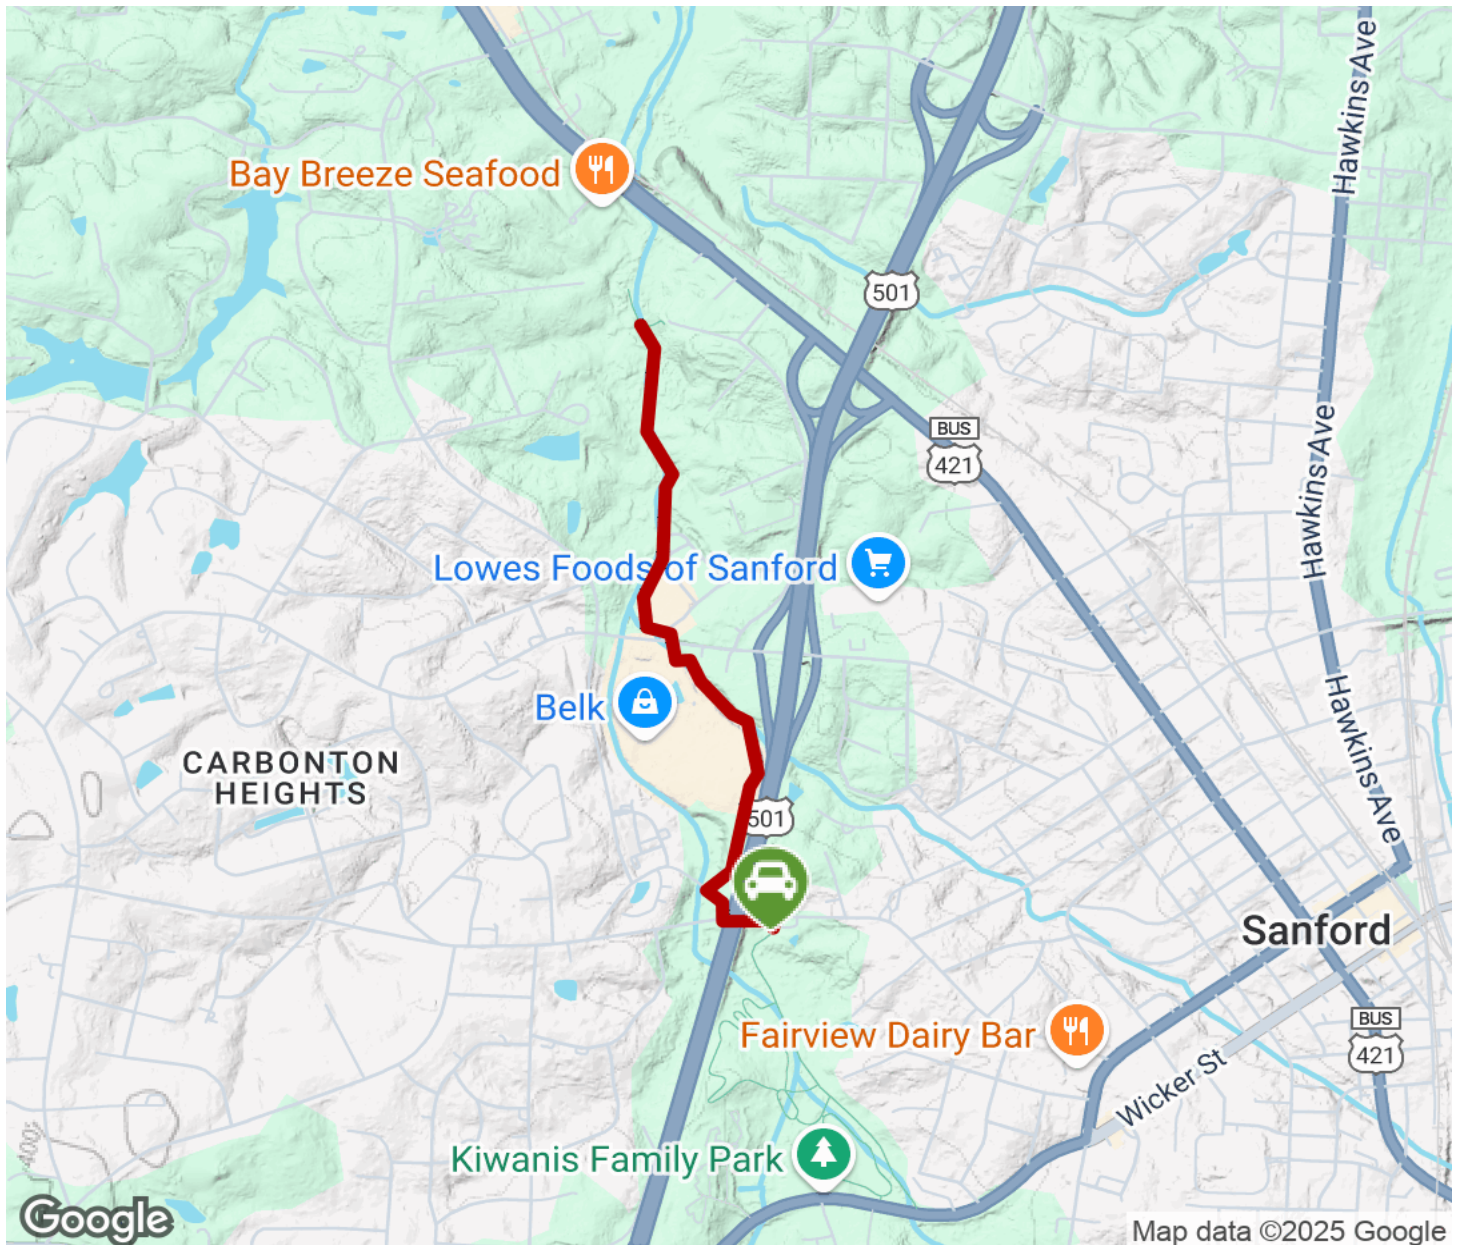 Hawkins Ave
Bay Breeze Seafood
501
BUS
421
Hawkins Ave
Lowes Foods of Sanford
Belk
Hawkins Ave
CARBONTON
HEIGHTS
501
Sanford
Fairview Dairy Bar
BUS
421
Wicker St
400
Kiwanis Family Park
Google
Map data ©2025 Google